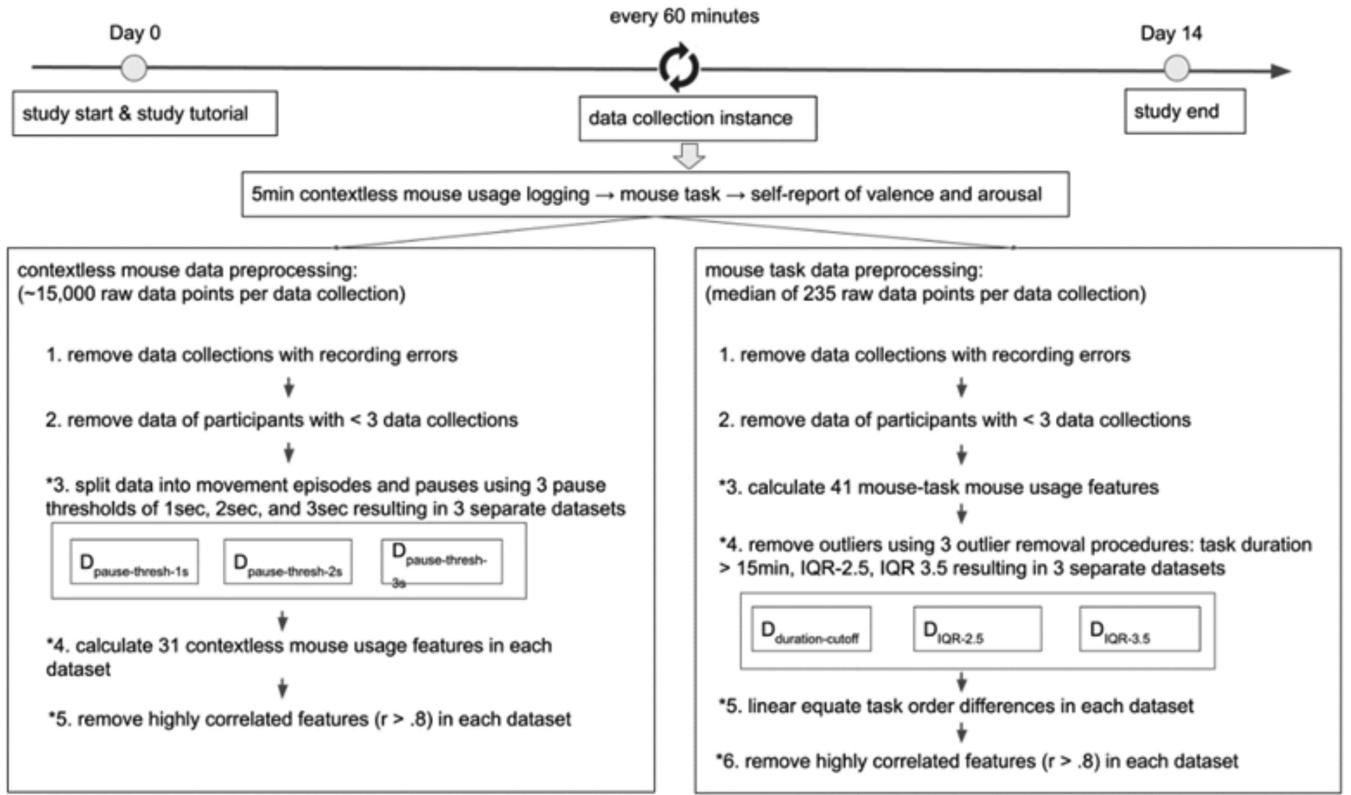 every 60 minutes
Day 0
Day 14
study start & study tutorial
data collection instance
study end
5min contextless mouse usage logging → mouse task → self-report of valence and arousal
contextless mouse data preprocessing:
(~15,000 raw data points per data collection)
1. remove data collections with recording errors
2. remove data of participants with < 3 data collections
*3. split data into movement episodes and pauses using 3 pause
thresholds of 1sec, 2sec, and 3sec resulting in 3 separate datasets
D pause-thresh-1s
D pause-thresh-2s
D pause-thresh-
3s
*4. calculate 31 contextless mouse usage features in each
dataset
*5. remove highly correlated features (r > .8) in each dataset
mouse task data preprocessing:
(median of 235 raw data points per data collection)
1. remove data collections with recording errors
2. remove data of participants with < 3 data collections
*3. calculate 41 mouse-task mouse usage features
*4. remove outliers using 3 outlier removal procedures: task duration
> 15min, IQR-2.5, IQR 3.5 resulting in 3 separate datasets
D duration-cutoff
D IQR-2.5
D IQR-3.5
*5. linear equate task order differences in each dataset
*6. remove highly correlated features (r > .8) in each dataset